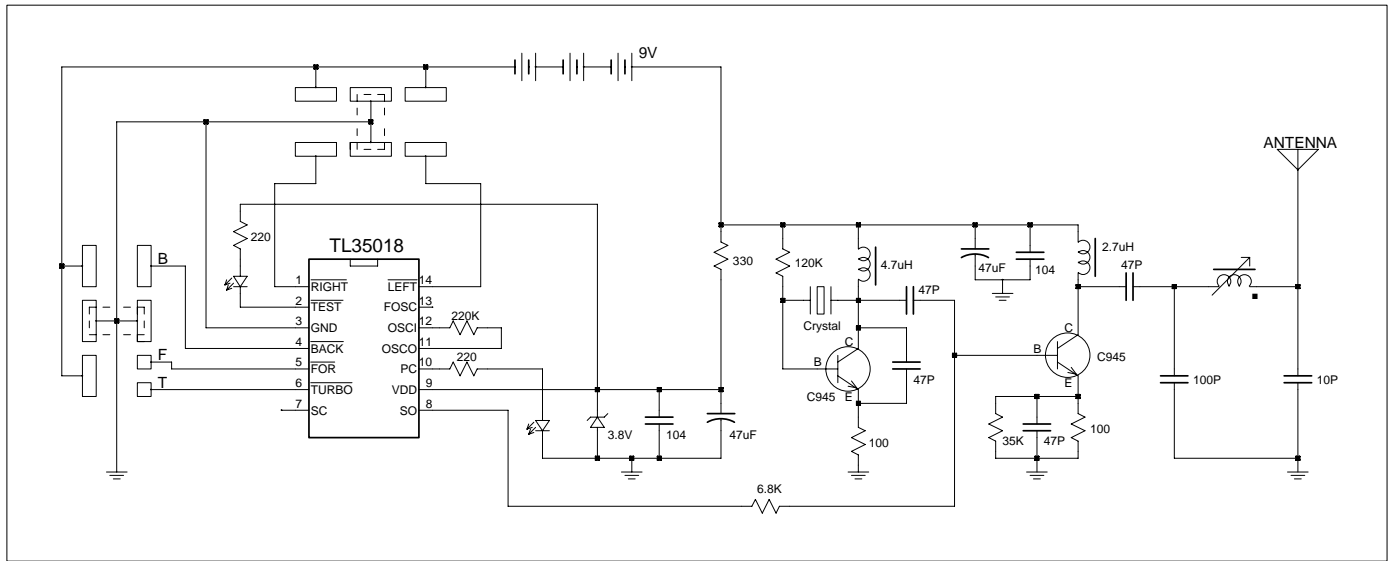 9V
ANTENNA
220
TL35018
330
120K
4.7uH
47uF
104
2.7uH
47P
B
1 RIGHT
LEFT 14
2 TEST
FOSC 13
3 GND
OSCI 12
220K
4 BACK
OSCO 11
F
5 FOR
PC 10
220
T
6 TURBO
VDD 9
7 SC
SO 8
Crystal
47P
C
B
C945
E
47P
C
B
C945
E
100P
10P
3.8V
104
47uF
100
35K
47P
100
6.8K